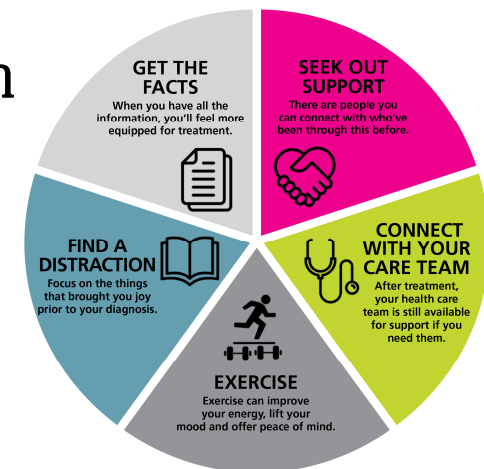 n
GET THE
FACTS
When you have all the
information, you'll feel more
equipped for treatment.
SEEK OUT
SUPPORT
There are people you
can connect with who've
been through this before.
CONNECT
WITH YOUR
CARE TEAM
After treatment,
your health care
team is still available
for support if you
need them.
EXERCISE
Exercise can improve
your energy, lift your
mood and offer peace of mind.
FIND A
DISTRACTION
Focus on the things
that brought you joy
prior to your diagnosis.